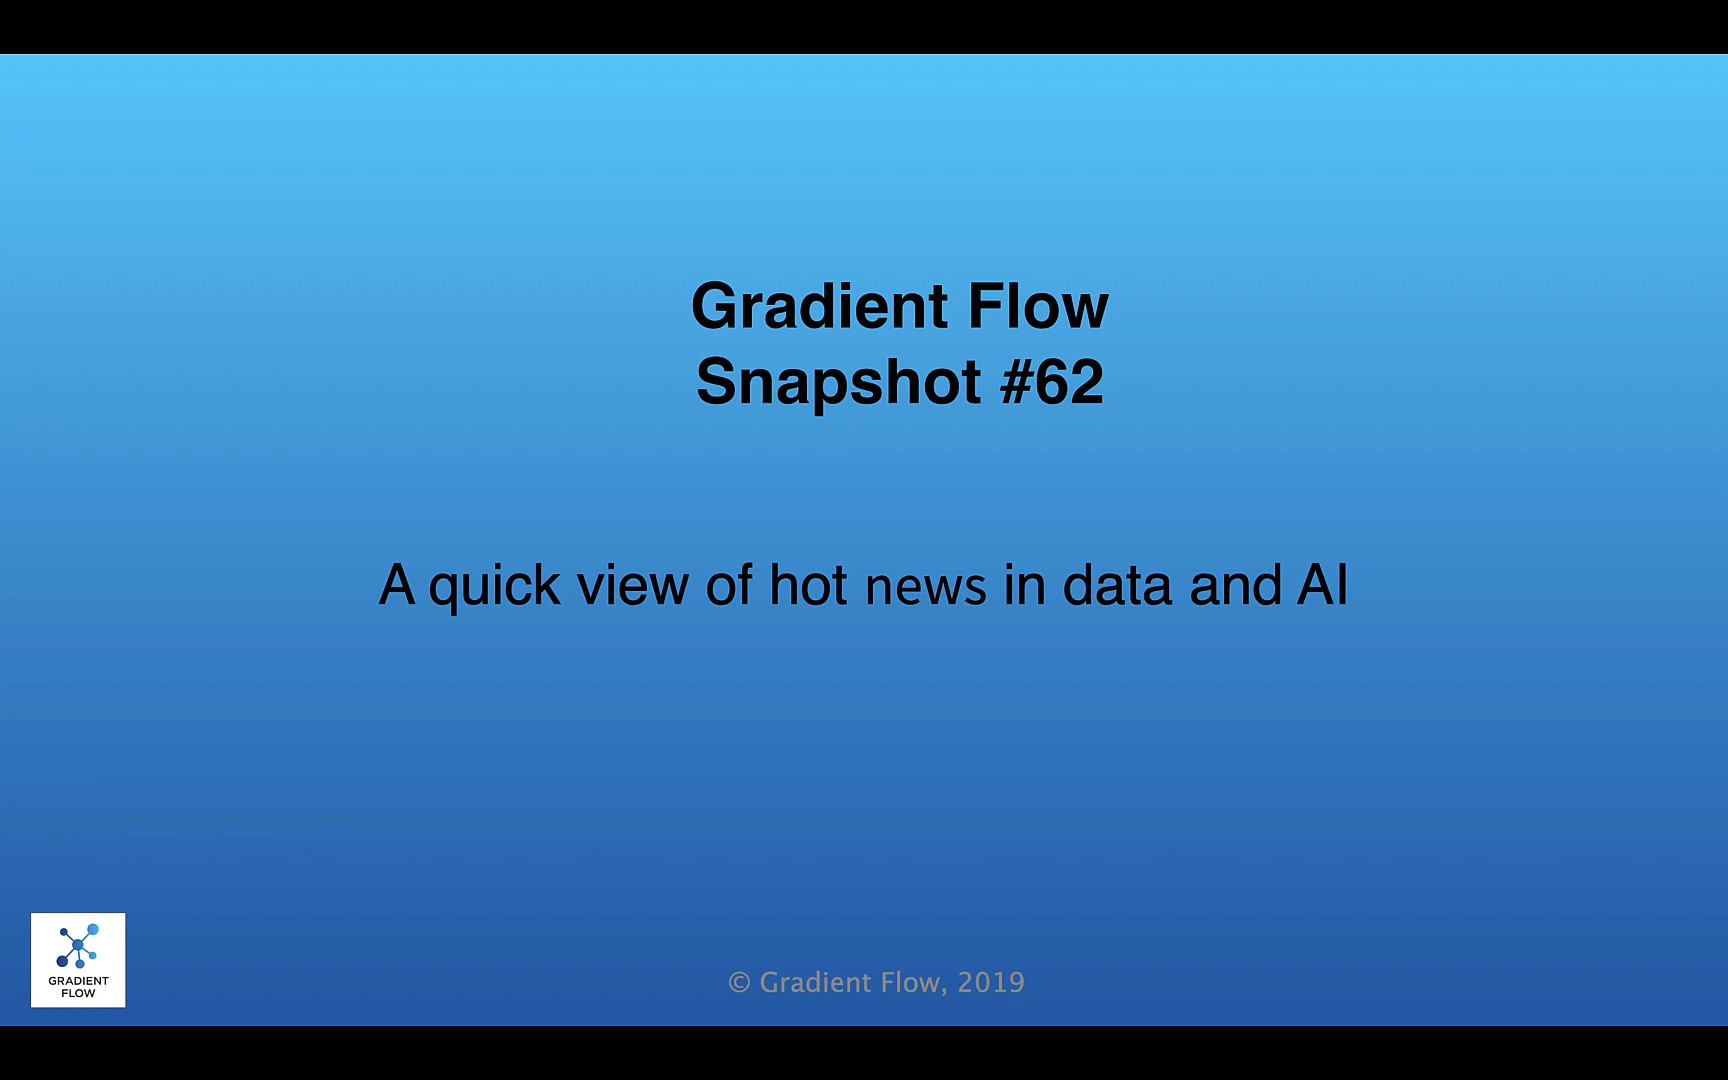 Gradient Flow
Snapshot #62
A quick view of hot news in data and AI
GRADIENT
FLOW
© Gradient Flow, 2019